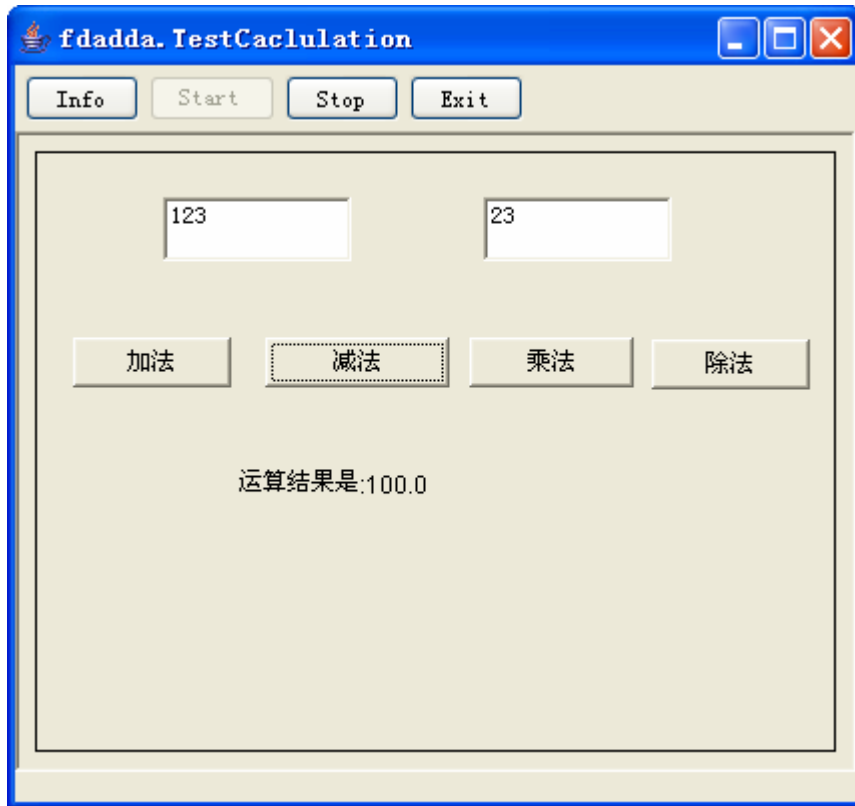 fdadda.TestCaclulation
Info Start Stop Exit
123 23
加法 减法 乘法 除法
运算结果是:100.0